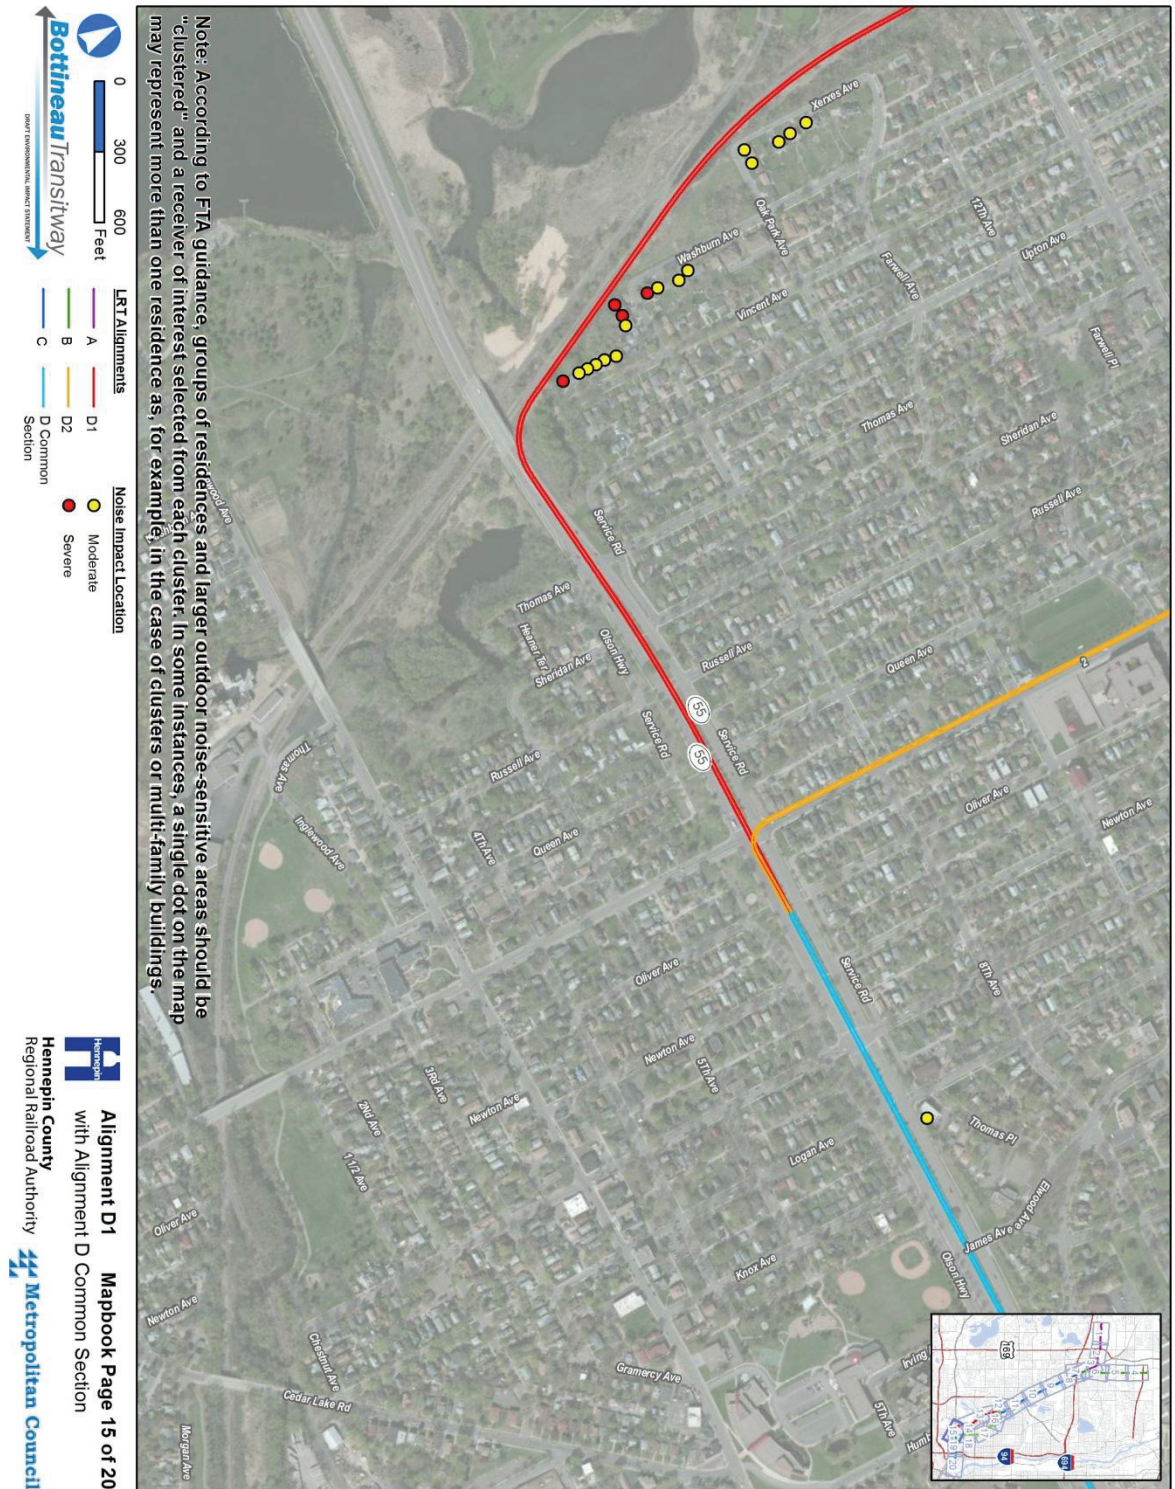 Xerxes Ave
12Th Ave
Upton Ave
Oak Park Ave
Farwell Ave
Washburn Ave
Vincent Ave
Farwell Pl
Thomas Ave
Sheridan Ave
Russell Ave
Service Rd
Thomas Ave
Heaner Ter
Sheridan Ave
Olson Hwy
Russell Ave
Queen Ave
2
55
55
Service Rd
Service Rd
Russell Ave
Thomas Ave
Inglewood Ave
4Th Ave
Queen Ave
Oliver Ave
Newton Ave
Oliver Ave
Service Rd
8Th Ave
Newton Ave
5Th Ave
3Rd Ave
Newton Ave
2Nd Ave
1 1/2 Ave
Logan Ave
Thomas Pl
Elwood Ave
James Ave
Olson Hwy
Knox Ave
Oliver Ave
Newton Ave
Chestnut Ave
Cedar Lake Rd
Gramercy Ave
Irving
5Th Ave
Morgan Ave
169
94
694
Note: According to FTA guidance, groups of residences and larger outdoor noise-sensitive areas should be
"clustered" and a receiver of interest selected from each cluster. In some instances, a single dot on the map
may represent more than one residence as, for example, in the case of clusters or multi-family buildings.
0 300 600
Feet
BottineauTransitway
DRAFT ENVIRONMENTAL IMPACT STATEMENT
LRT Alignments
A
B
C
D1
D2
D Common
Section
Noise Impact Location
Moderate
Severe
Hennepin
Hennepin County
Regional Railroad Authority
Metropolitan Council
Alignment D1 Mapbook Page 15 of 20
with Alignment D Common Section